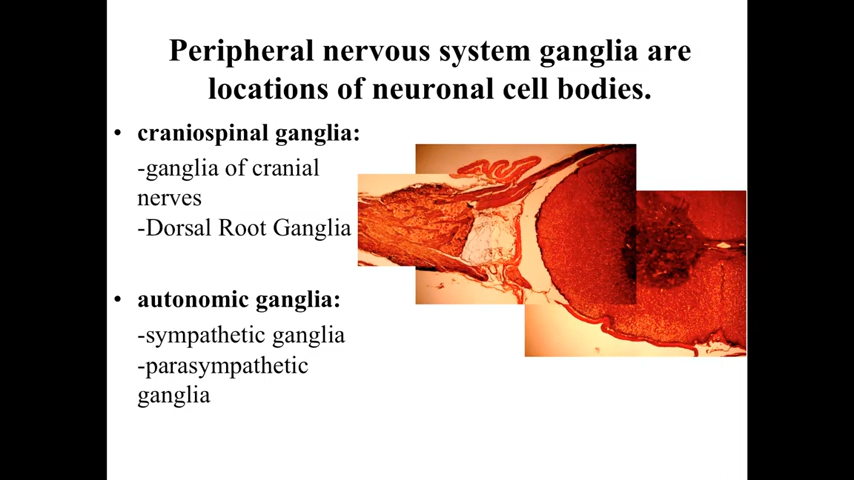 Peripheral nervous system ganglia are
locations of neuronal cell bodies.
• craniospinal ganglia:
-ganglia of cranial
nerves
-Dorsal Root Ganglia
• autonomic ganglia:
-sympathetic ganglia
-parasympathetic
ganglia